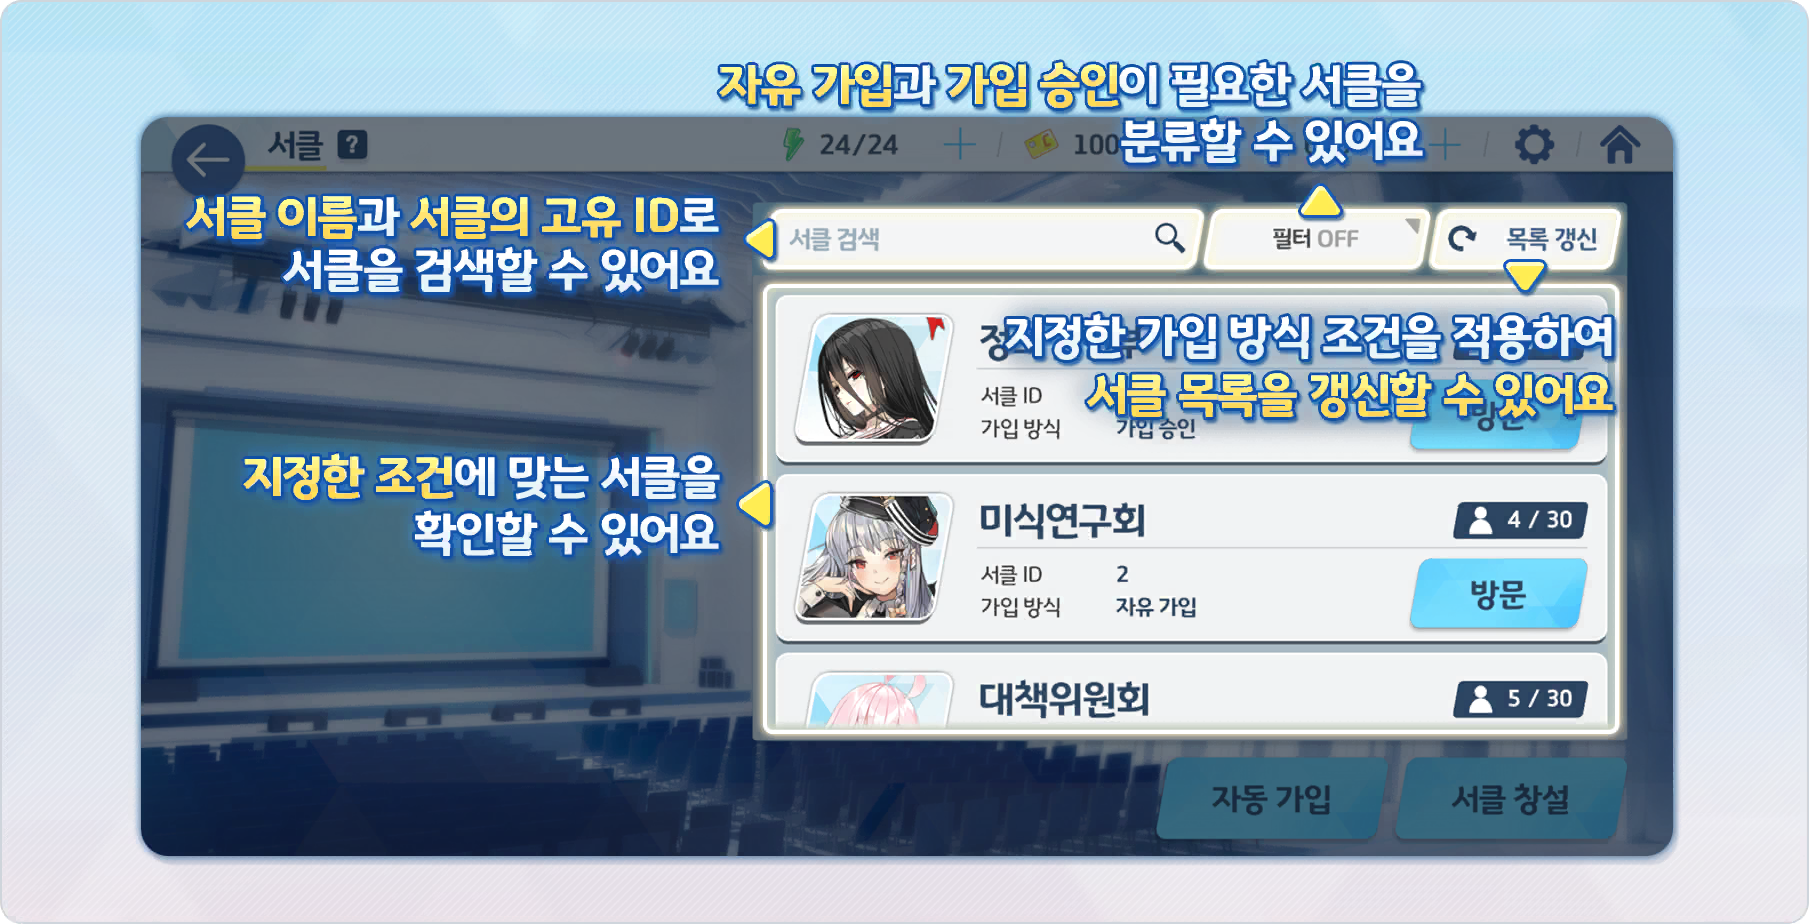 자유 가입과 가입 승인이 필요한 서클을
분류할 수 있어요
서클 ?
24/24
100
서클 이름과 서클의 고유 ID로
서클을 검색할 수 있어요
서클 검색
필터 OFF
목록 갱신
지정한 가입 방식 조건을 적용하여
서클 목록을 갱신할 수 있어요
서클 ID
가입 방식 가입 승인
방문
지정한 조건에 맞는 서클을
확인할 수 있어요
미식연구회
4 / 30
서클 ID 2
가입 방식 자유 가입
방문
대책위원회
5 / 30
자동 가입
서클 창설